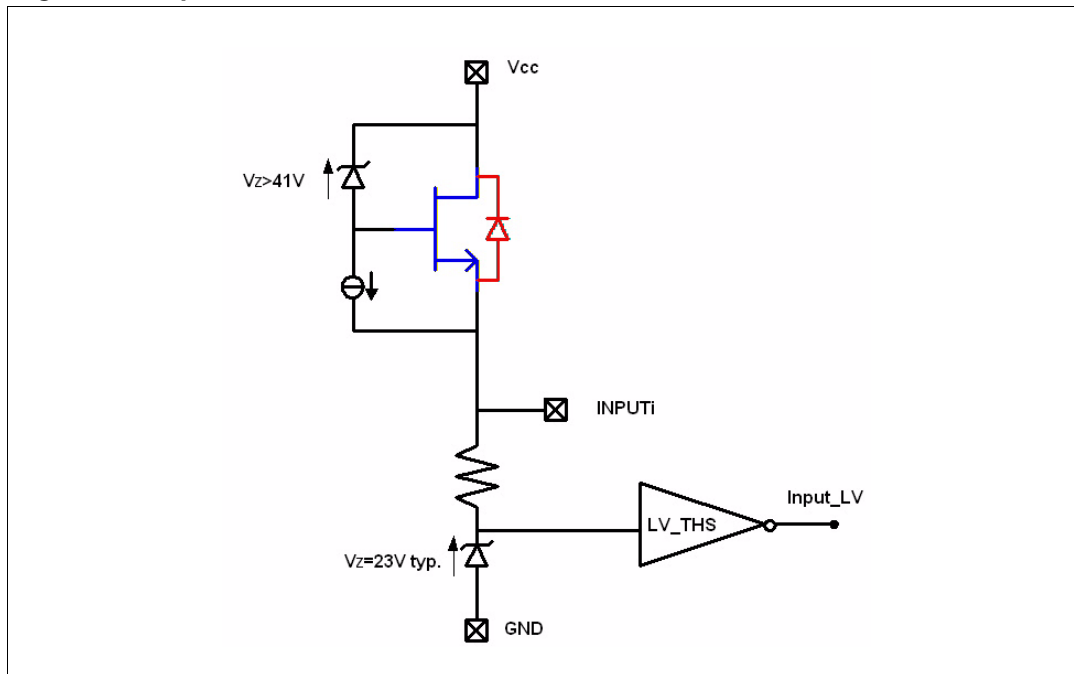 Vcc
Vz>41V
INPUTi
Input_LV
LV_THS
Vz=23V typ.
GND